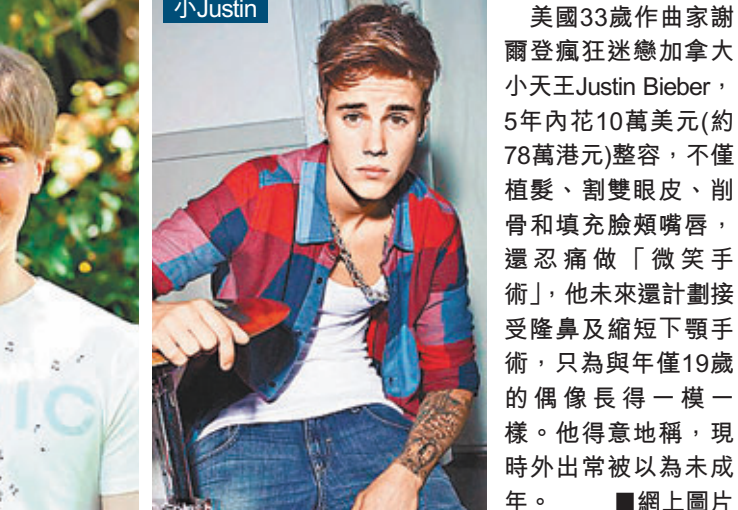 小Justin
IC
美國33歲作曲家謝
爾登瘋狂迷戀加拿大
小天王Justin Bieber，
5年內花10萬美元(約
78萬港元)整容，不僅
植髮、割雙眼皮、削
骨和填充臉頰嘴唇，
還忍痛做「微笑手
術」，他未來還計劃接
受隆鼻及縮短下顎手
術，只為與年僅19歲
的偶像長得一模一
樣。他得意地稱，現
時外出常被以為未成
年。 ■網上圖片